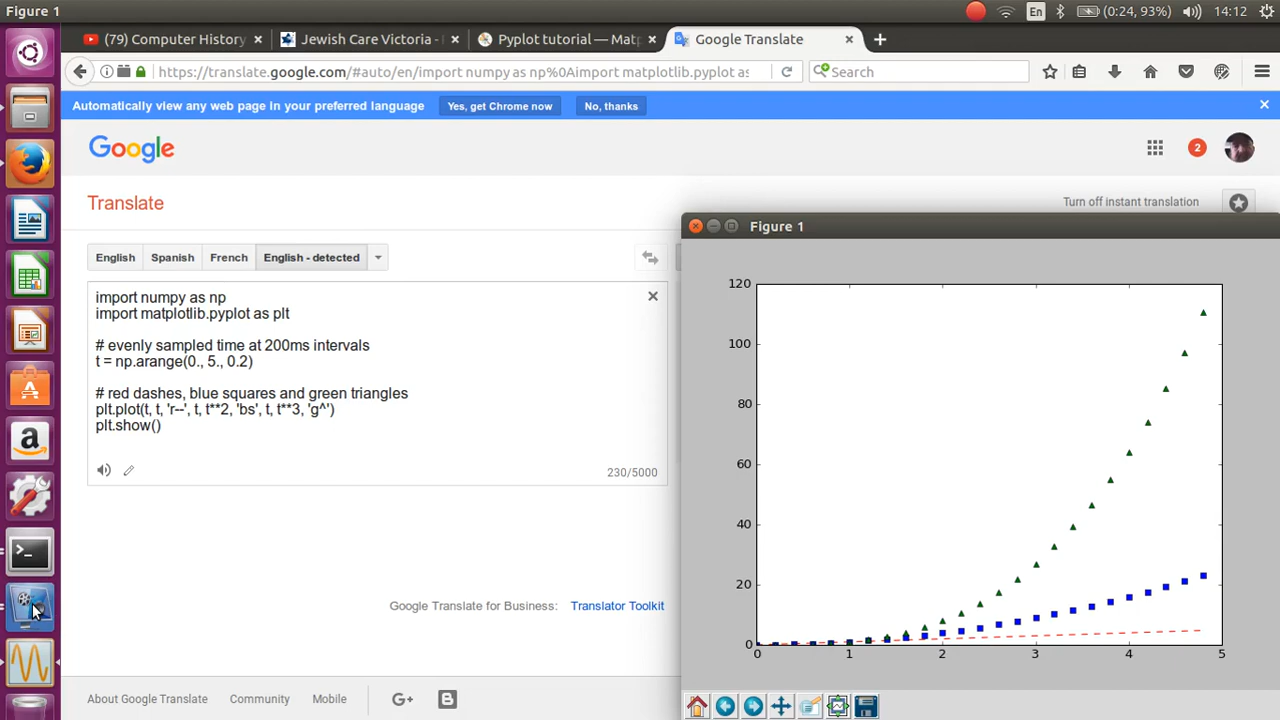 Figure 1
En
(0:24, 93%)
14:12
(79) Computer History
Jewish Care Victoria -
Pyplot tutorial — Mat
Google Translate
https://translate.google.com/#auto/en/import numpy as np%0Aimport matplotlib.pyplot as
Search
Automatically view any web page in your preferred language
Yes, get Chrome now
No, thanks
Google
2
Translate
Turn off instant translation
English
Spanish
French
English - detected
import numpy as np
import matplotlib.pyplot as plt
# evenly sampled time at 200ms intervals
t = np.arange(0., 5., 0.2)
# red dashes, blue squares and green triangles
plt.plot(t, t, 'r--', t, t**2, 'bs', t, t**3, 'g^')
plt.show()
230/5000
Google Translate for Business:
Translator Toolkit
About Google Translate
Community
Mobile
G+
Figure 1
120
100
80
60
40
20
0
0
1
2
3
4
5